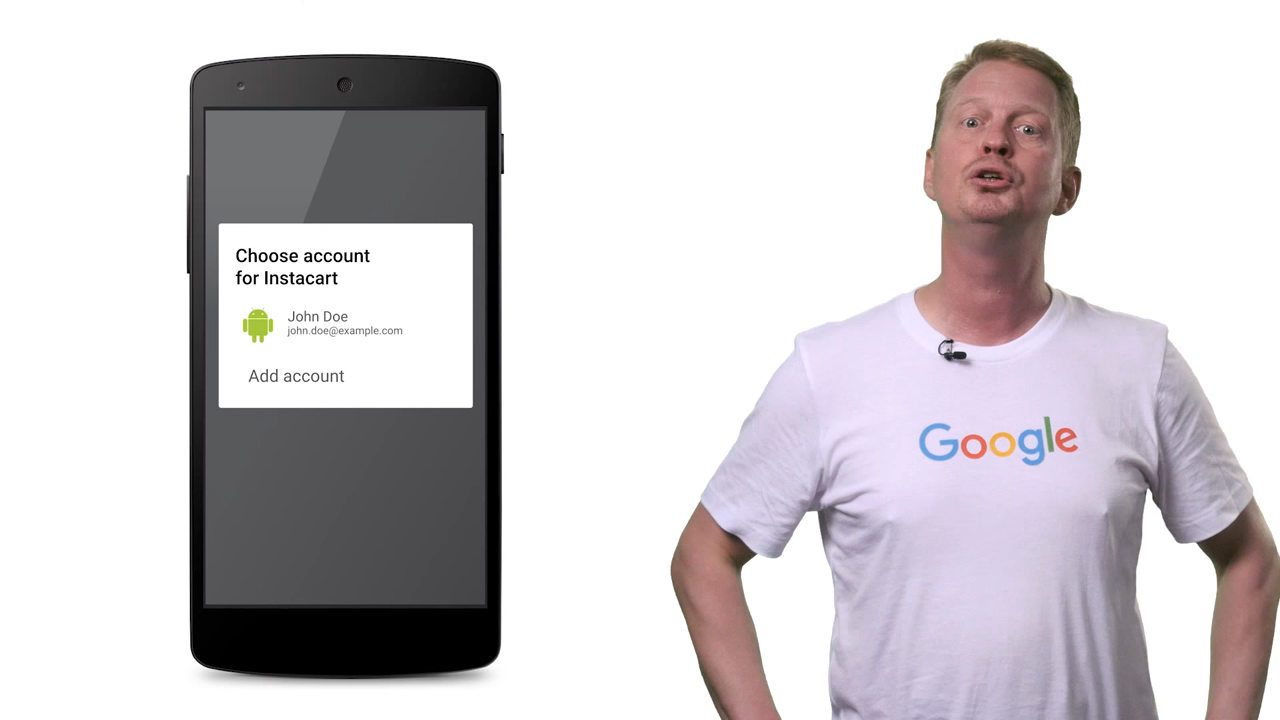 Choose account
for Instacart
John Doe
john.doe@example.com
Add account
Google